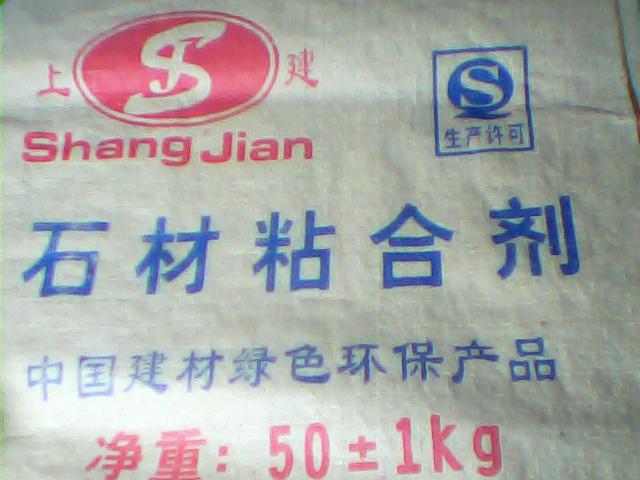 上 建
Shang Jian
生产许可
石材粘合剂
中国建材绿色环保产品
净重: 50±1kg